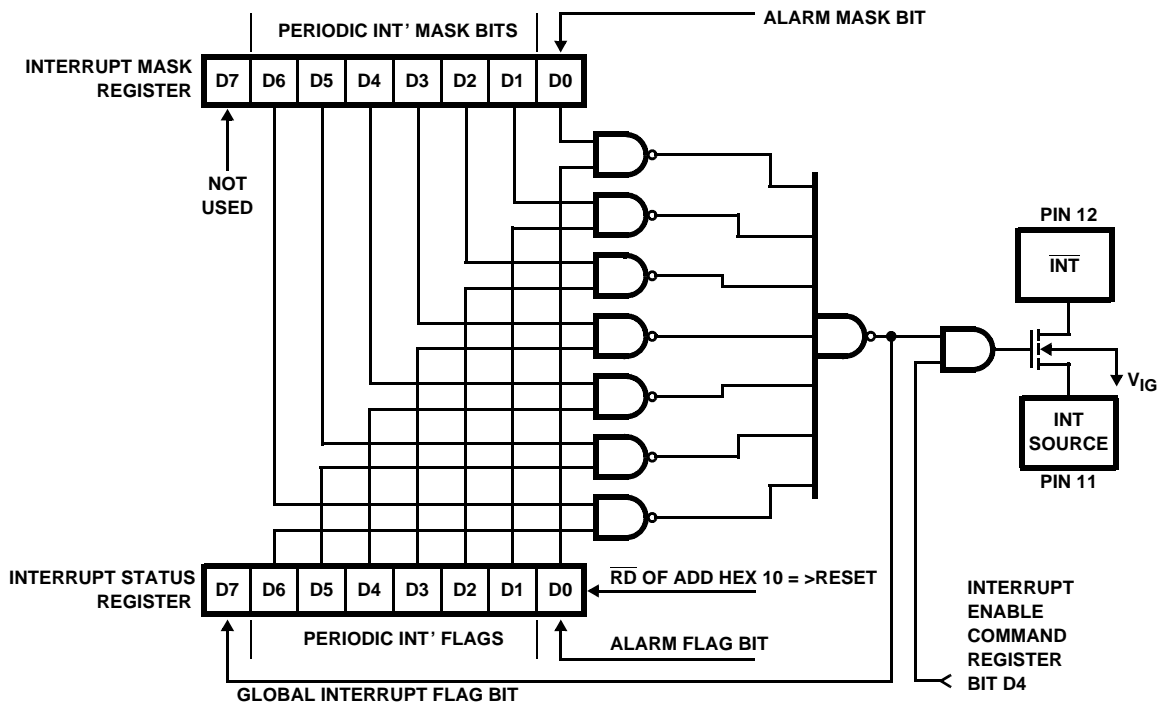 ALARM MASK BIT
PERIODIC INT' MASK BITS
INTERRUPT MASK
REGISTER
D7 D6 D5 D4 D3 D2 D1 D0
NOT
USED
PIN 12
INT
V IG
INT
SOURCE
PIN 11
INTERRUPT STATUS
REGISTER
D7 D6 D5 D4 D3 D2 D1 D0
RD OF ADD HEX 10 = >RESET
PERIODIC INT' FLAGS
ALARM FLAG BIT
GLOBAL INTERRUPT FLAG BIT
INTERRUPT
ENABLE
COMMAND
REGISTER
BIT D4